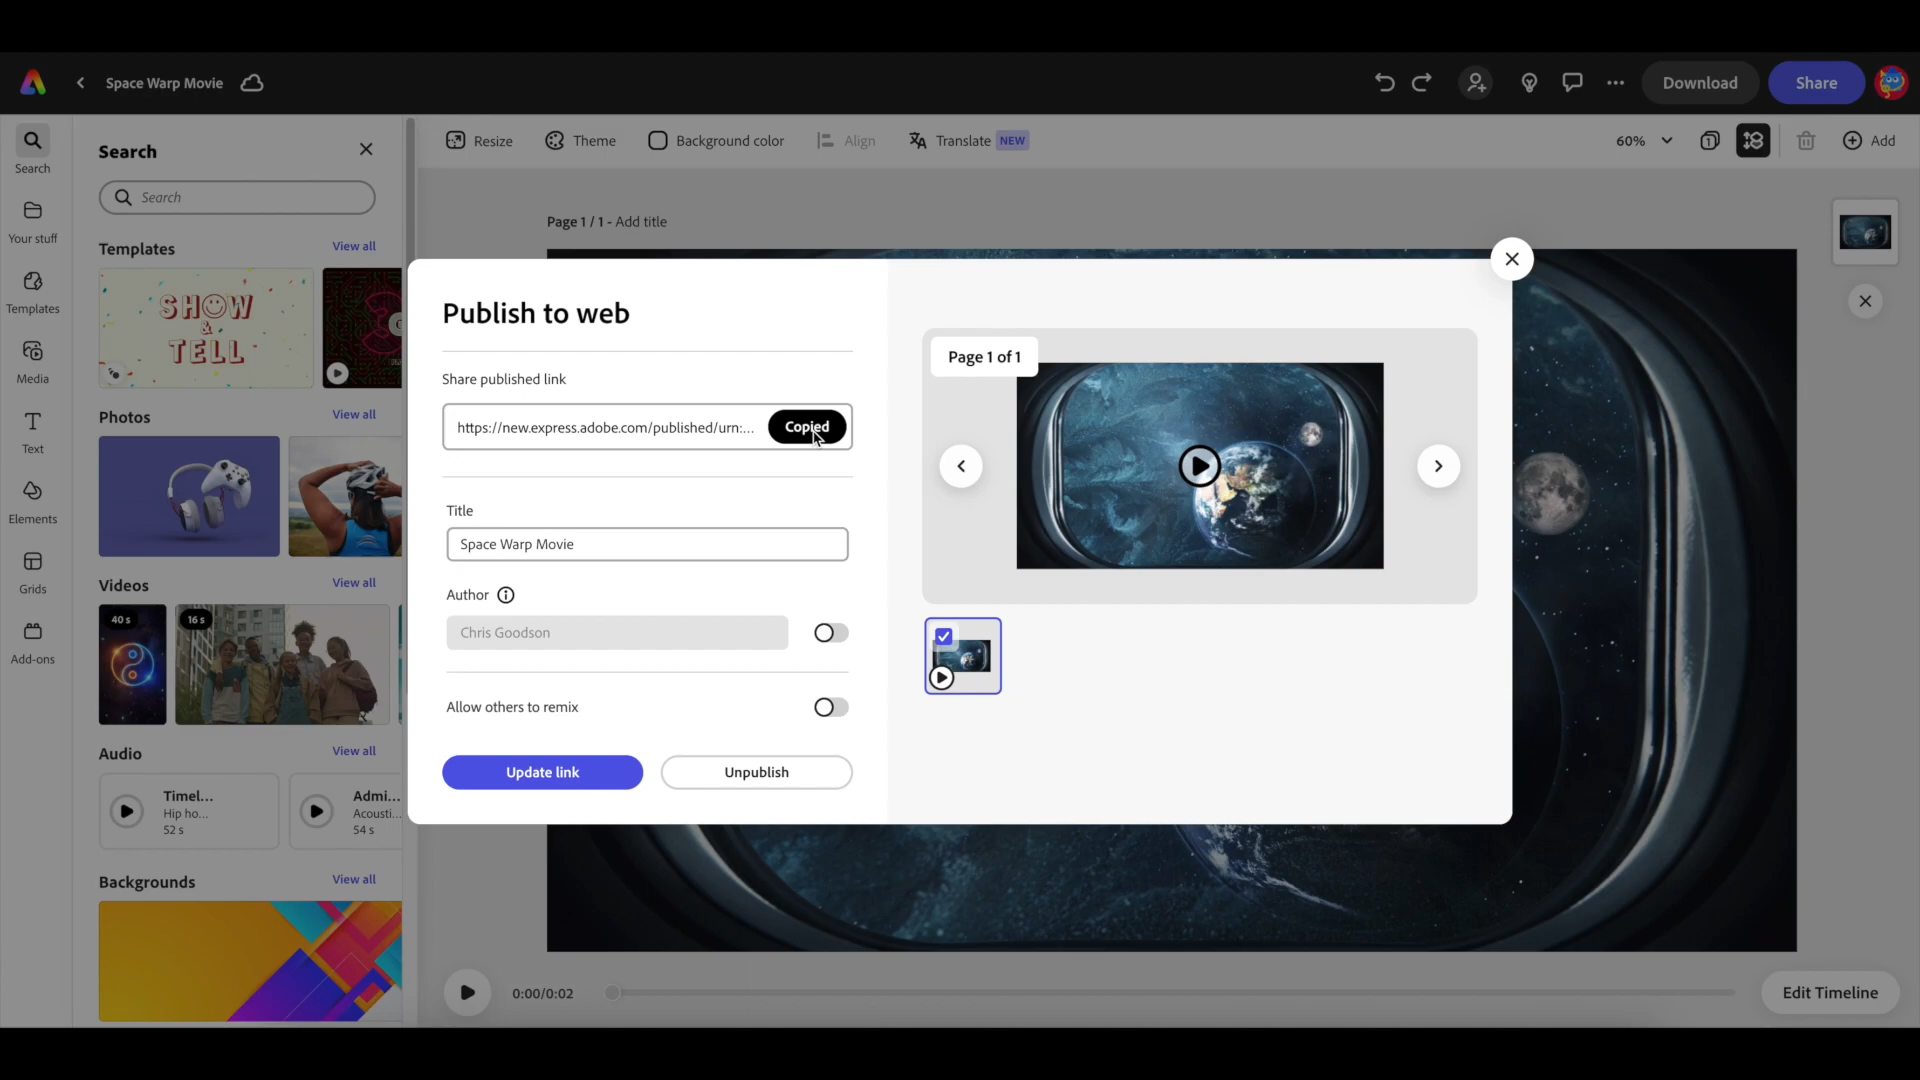 Space Warp Movie
Download
Share
Search
Your stuff
Templates
Media
Text
Elements
Grids
Add-ons
Search
Search
Templates
View all
SHOW
&
TELL
Photos
View all
Videos
View all
40 s
16 s
Audio
View all
Timel...
Hip ho...
52 s
Admi...
Acousti...
54 s
Backgrounds
View all
Resize
Theme
Background color
Align
Translate NEW
60%
1
Add
Page 1 / 1 - Add title
Publish to web
Share published link
https://new.express.adobe.com/published/urn:...
Copied
Title
Space Warp Movie
Author
Chris Goodson
Allow others to remix
Update link
Unpublish
Page 1 of 1
0:00/0:02
Edit Timeline